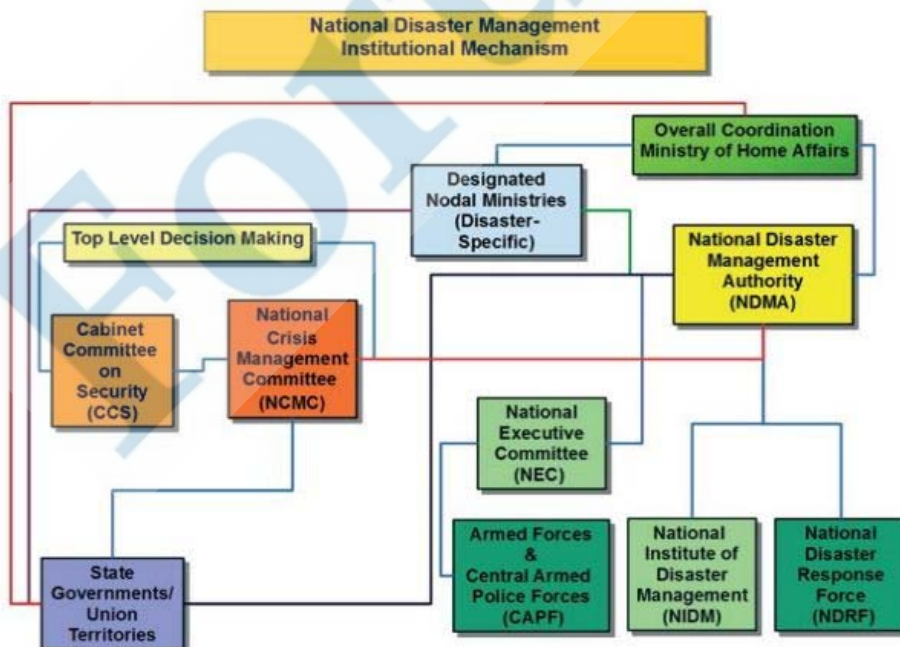 National Disaster Management
Institutional Mechanism
Overall Coordination
Ministry of Home Affairs
Designated
Nodal Ministries
(Disaster-
Specific)
Top Level Decision Making
National Disaster
Management
Authority
(NDMA)
Cabinet
Committee
on
Security
(CCS)
National
Crisis
Management
Committee
(NCMC)
National
Executive
Committee
(NEC)
Armed Forces
&
Central Armed
Police Forces
(CAPF)
National
Institute of
Disaster
Management
(NIDM)
National
Disaster
Response
Force
(NDRF)
State
Governments/
Union
Territories